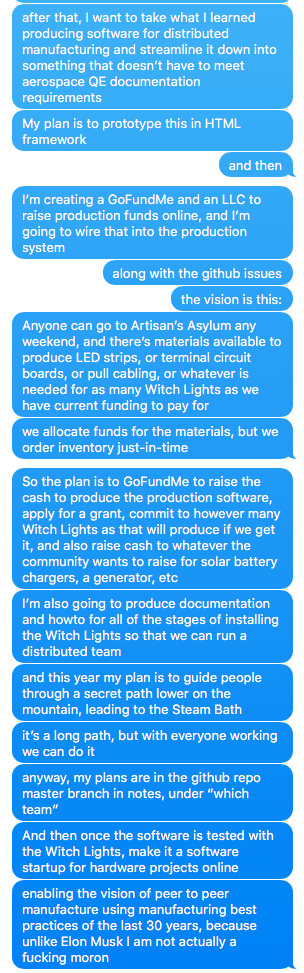 after that, I want to take what I learned
producing software for distributed
manufacturing and streamline it down into
something that doesn't have to meet
aerospace QE documentation
requirements
My plan is to prototype this in HTML
framework
and then
I'm creating a GoFundMe and an LLC to
raise production funds online, and I'm
going to wire that into the production
system
along with the github issues
the vision is this:
Anyone can go to Artisan's Asylum any
weekend, and there's materials available to
produce LED strips, or terminal circuit
boards, or pull cabling, or whatever is
needed for as many Witch Lights as we
have current funding to pay for
we allocate funds for the materials, but we
order inventory just-in-time
So the plan is to GoFundMe to raise the
cash to produce the production software,
apply for a grant, commit to however many
Witch Lights as that will produce if we get
it, and also raise cash to whatever the
community wants to raise for solar battery
chargers, a generator, etc
I'm also going to produce documentation
and howto for all of the stages of installing
the Witch Lights so that we can run a
distributed team
and this year my plan is to guide people
through a secret path lower on the
mountain, leading to the Steam Bath
it's a long path, but with everyone working
we can do it
anyway, my plans are in the github repo
master branch in notes, under "which
team"
And then once the software is tested with
the Witch Lights, make it a software
startup for hardware projects online
enabling the vision of peer to peer
manufacture using manufacturing best
practices of the last 30 years, because
unlike Elon Musk I am not actually a
fucking moron